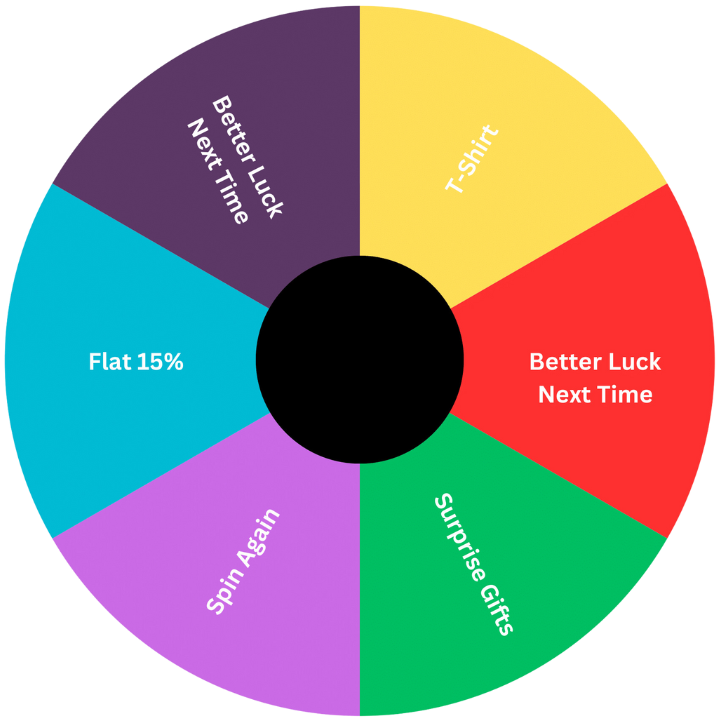 Better Luck
Next Time
T-Shirt
Flat 15%
Better Luck
Next Time
Spin Again
Surprise Gifts